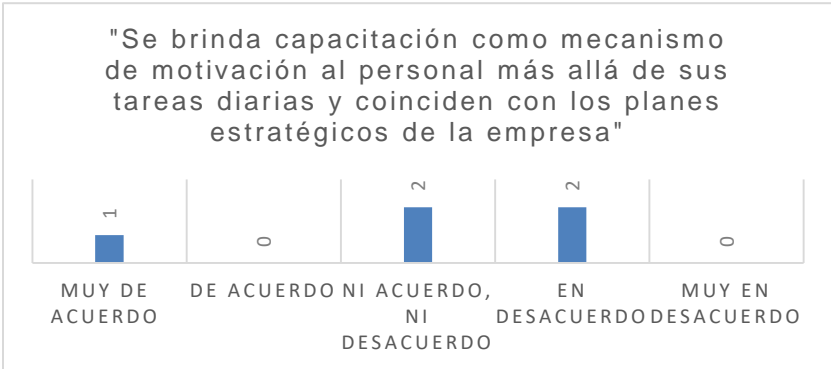 "Se brinda capacitación como mecanismo
de motivación al personal más allá de sus
tareas diarias y coinciden con los planes
estratégicos de la empresa"
1
0
2
2
0
MUY DE
ACUERDO
DE ACUERDO
NI ACUERDO,
NI
DESACUERDO
EN
DESACUERDO
MUY EN
DESACUERDO